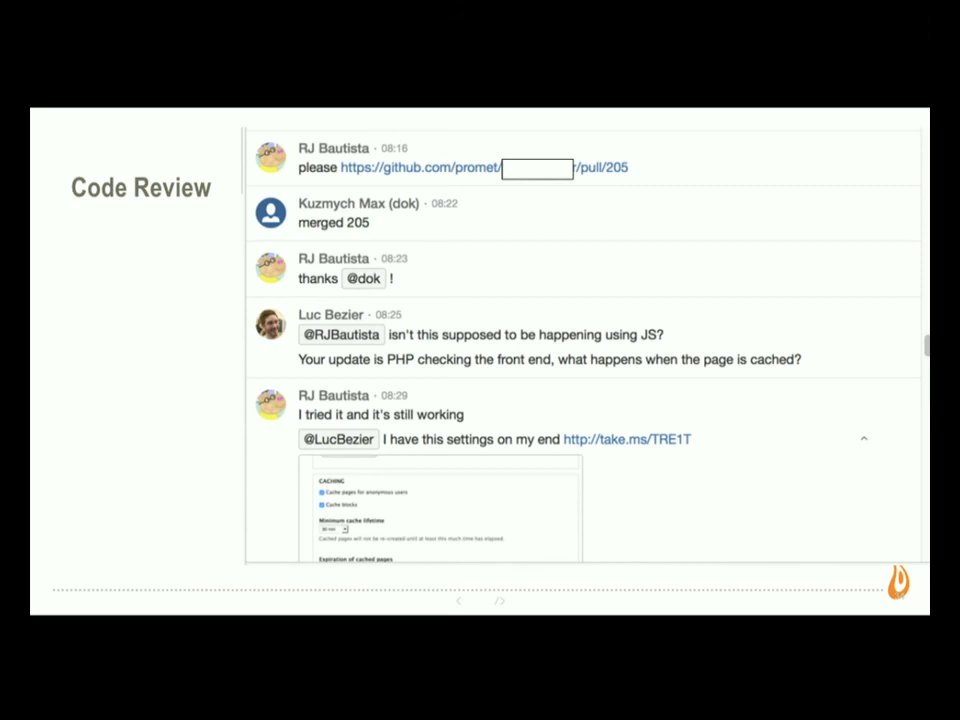 Code Review
RJ Bautista · 08:16
please https://github.com/promet/ r/pull/205
Kuzmych Max (dok) · 08:22
merged 205
RJ Bautista · 08:23
thanks @dok !
Luc Bezier · 08:25
@RJBautista isn't this supposed to be happening using JS?
Your update is PHP checking the front end, what happens when the page is cached?
RJ Bautista · 08:29
I tried it and it's still working
@LucBezier I have this settings on my end http://take.ms/TRE1T
CACHING
Cache pages for anonymous users
Cache blocks
Minimum cache lifetime
30 min
Cached pages will not be re-created until at least this much time has elapsed.
Expiration of cached pages